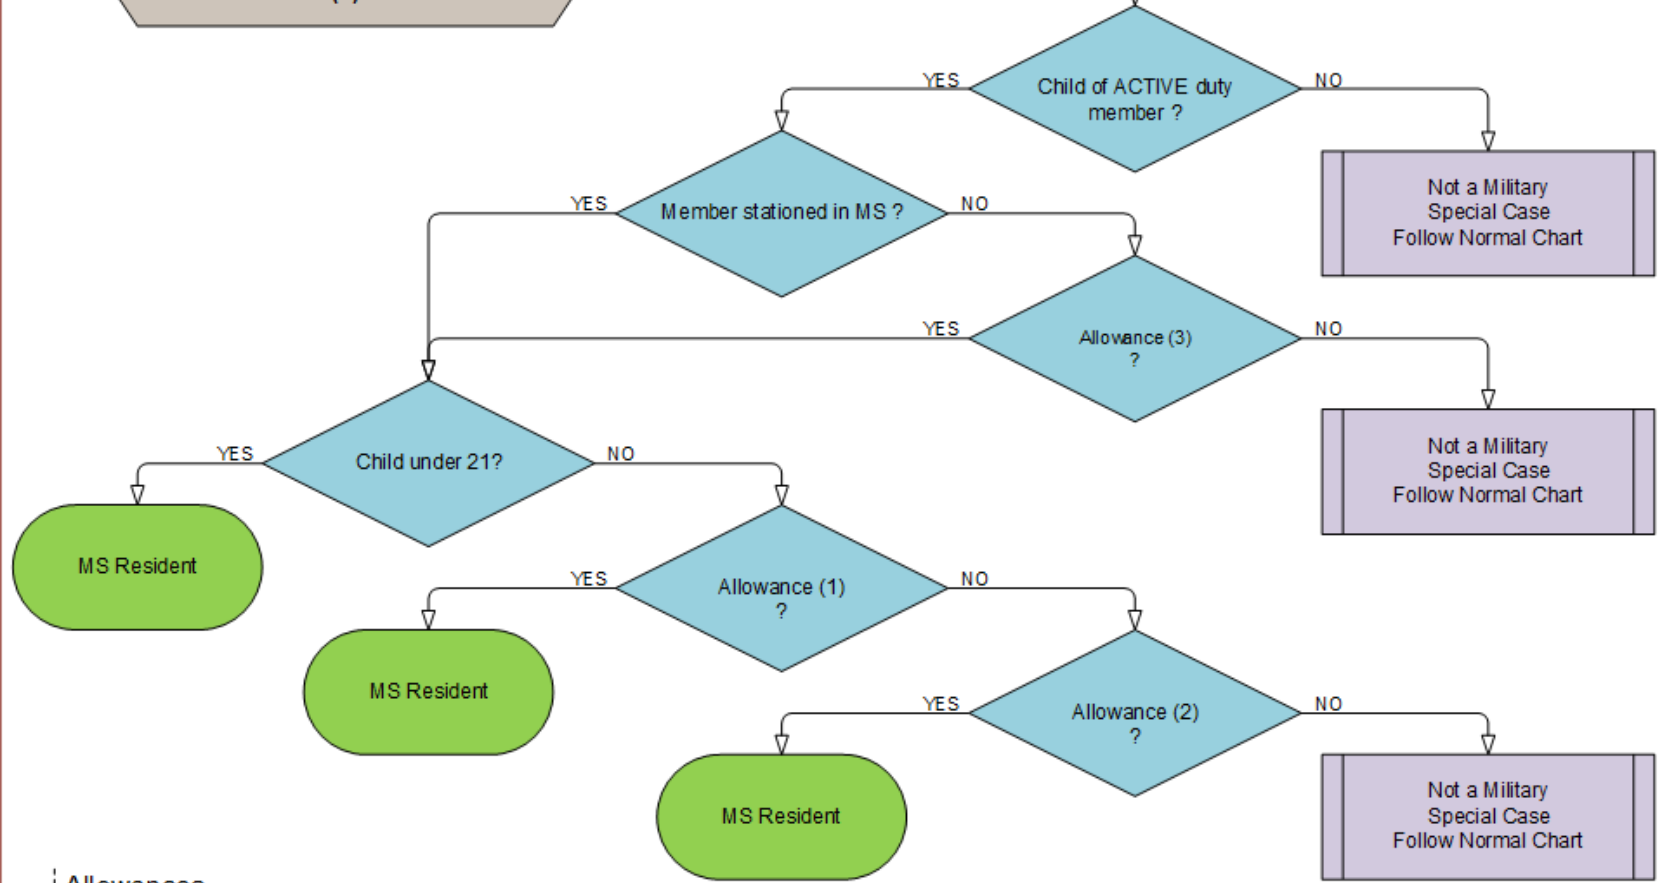 YES
Child of ACTIVE duty
member ?
NO
YES
Member stationed in MS ?
NO
Not a Military
Special Case
Follow Normal Chart
YES
Allowance (3)
?
NO
YES
Child under 21?
NO
Not a Military
Special Case
Follow Normal Chart
MS Resident
YES
Allowance (1)
?
NO
MS Resident
YES
Allowance (2)
?
NO
MS Resident
Not a Military
Special Case
Follow Normal Chart
Allowances